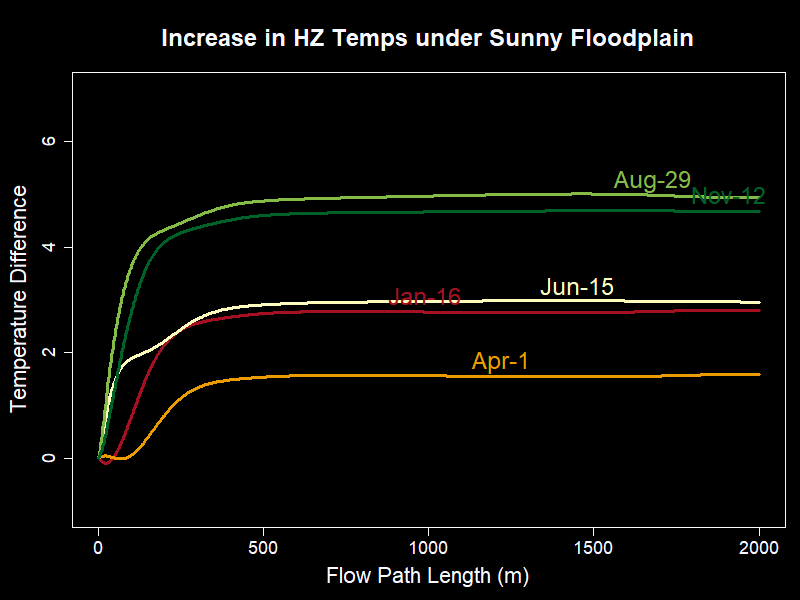 Increase in HZ Temps under Sunny Floodplain
Temperature Difference
6
4
2
0
Aug-29
Nov-12
Jun-15
Jan-16
Apr-1
0 500 1000 1500 2000
Flow Path Length (m)